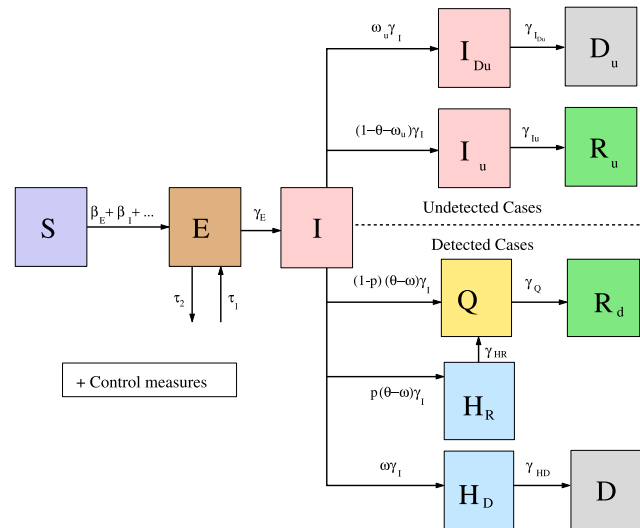 ω_u γ_I
I_Du
γ_I_Du
D_u
(1−θ−ω_u)γ_I
I_u
γ_Iu
R_u
S
β_E+ β_I+ ...
E
γ_E
I
Undetected Cases
Detected Cases
τ_2
τ_1
(1-p) (θ−ω)γ_I
Q
γ_Q
R_d
γ_HR
+ Control measures
p(θ−ω)γ_I
H_R
ωγ_I
H_D
γ_HD
D